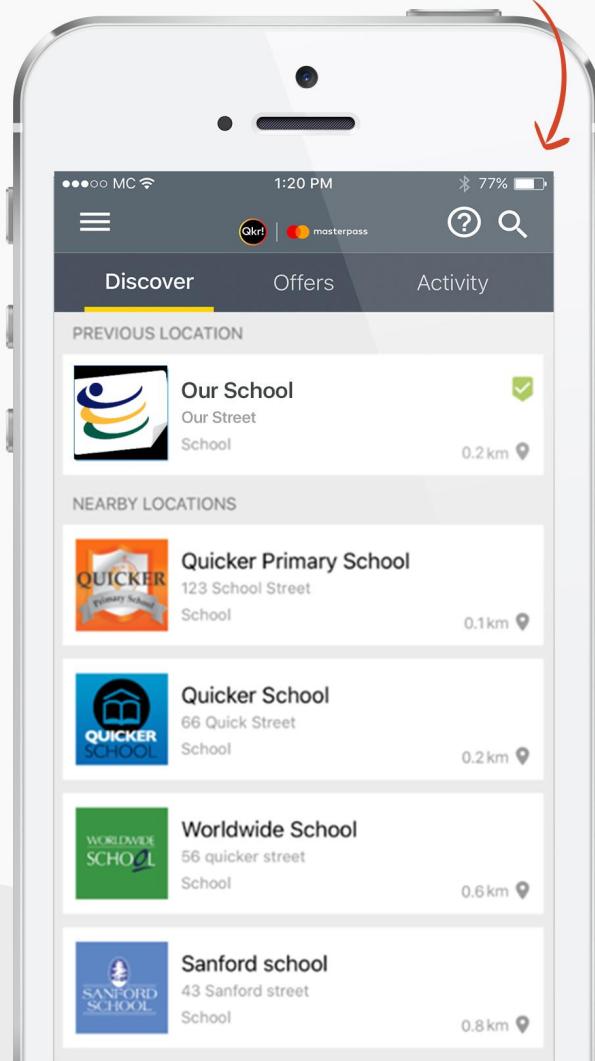 MC
1:20 PM
77%
Qkr!
masterpass
Discover
Offers
Activity
PREVIOUS LOCATION
Our School
Our Street
School
0.2 km
NEARBY LOCATIONS
QUICKER
Primary School
Quicker Primary School
123 School Street
School
0.1 km
QUICKER
SCHOOL
Quicker School
66 Quick Street
School
0.2 km
WORLDWIDE
SCHOOL
Worldwide School
56 quicker street
School
0.6 km
SANFORD
SCHOOL
Sanford school
43 Sanford street
School
0.8 km